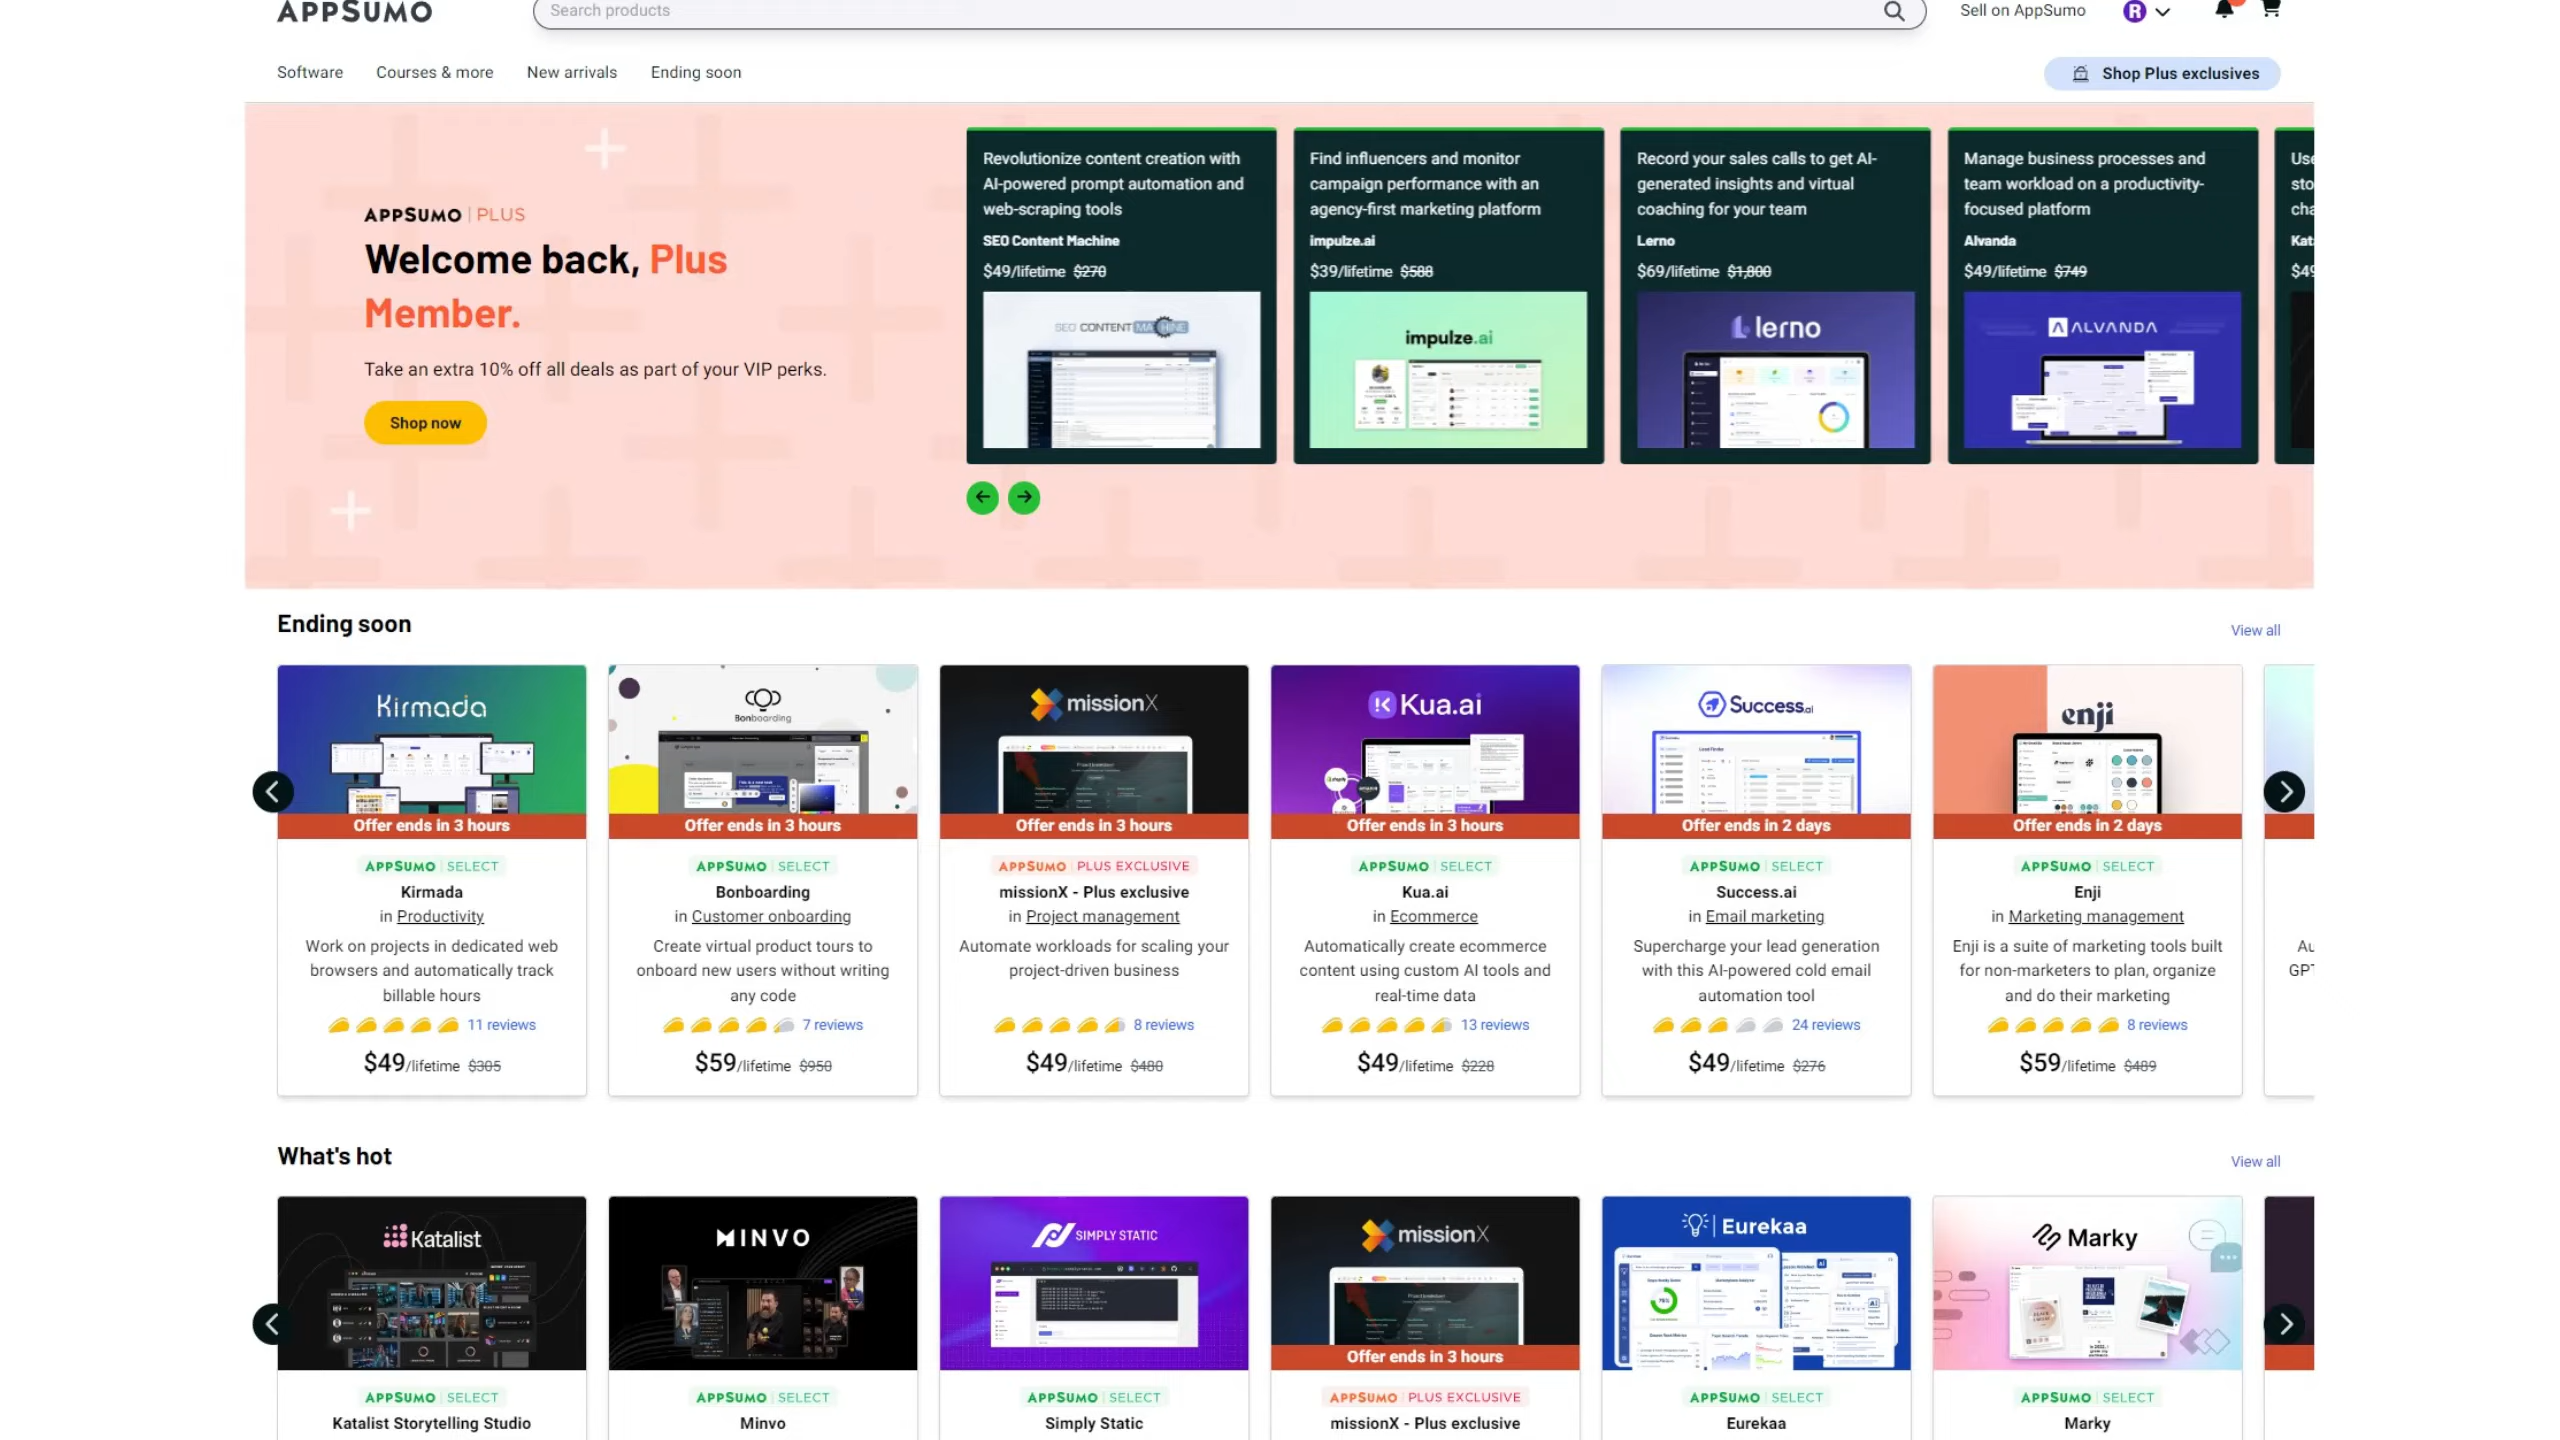 APPSUMO
Search products
Sell on AppSumo
R
Software
Courses & more
New arrivals
Ending soon
Shop Plus exclusives
APPSUMO | PLUS
Welcome back, Plus
Member.
Take an extra 10% off all deals as part of your VIP perks.
Shop now
Revolutionize content creation with
AI-powered prompt automation and
web-scraping tools
SEO Content Machine
$49/lifetime $270
SEO CONTENT MACHINE
Find influencers and monitor
campaign performance with an
agency-first marketing platform
impulze.ai
$39/lifetime $588
impulze.ai
Record your sales calls to get AI-
generated insights and virtual
coaching for your team
Lerno
$69/lifetime $1,800
lerno
Manage business processes and
team workload on a productivity-
focused platform
Alvanda
$49/lifetime $749
ALVANDA
Ending soon
View all
Kirmada
Offer ends in 3 hours
APPSUMO | SELECT
Kirmada
in Productivity
Work on projects in dedicated web
browsers and automatically track
billable hours
11 reviews
$49/lifetime $305
Bonboarding
Offer ends in 3 hours
APPSUMO | SELECT
Bonboarding
in Customer onboarding
Create virtual product tours to
onboard new users without writing
any code
7 reviews
$59/lifetime $950
missionX
Offer ends in 3 hours
APPSUMO | PLUS EXCLUSIVE
missionX - Plus exclusive
in Project management
Automate workloads for scaling your
project-driven business
8 reviews
$49/lifetime $480
Kua.ai
Offer ends in 3 hours
APPSUMO | SELECT
Kua.ai
in Ecommerce
Automatically create ecommerce
content using custom AI tools and
real-time data
13 reviews
$49/lifetime $228
Success.ai
Offer ends in 2 days
APPSUMO | SELECT
Success.ai
in Email marketing
Supercharge your lead generation
with this AI-powered cold email
automation tool
24 reviews
$49/lifetime $276
enji
Offer ends in 2 days
APPSUMO | SELECT
Enji
in Marketing management
Enji is a suite of marketing tools built
for non-marketers to plan, organize
and do their marketing
8 reviews
$59/lifetime $489
What's hot
View all
Katalist
APPSUMO | SELECT
Katalist Storytelling Studio
MINVO
APPSUMO | SELECT
Minvo
SIMPLY STATIC
APPSUMO | SELECT
Simply Static
missionX
Offer ends in 3 hours
APPSUMO | PLUS EXCLUSIVE
missionX - Plus exclusive
Eurekaa
APPSUMO | SELECT
Eurekaa
Marky
APPSUMO | SELECT
Marky